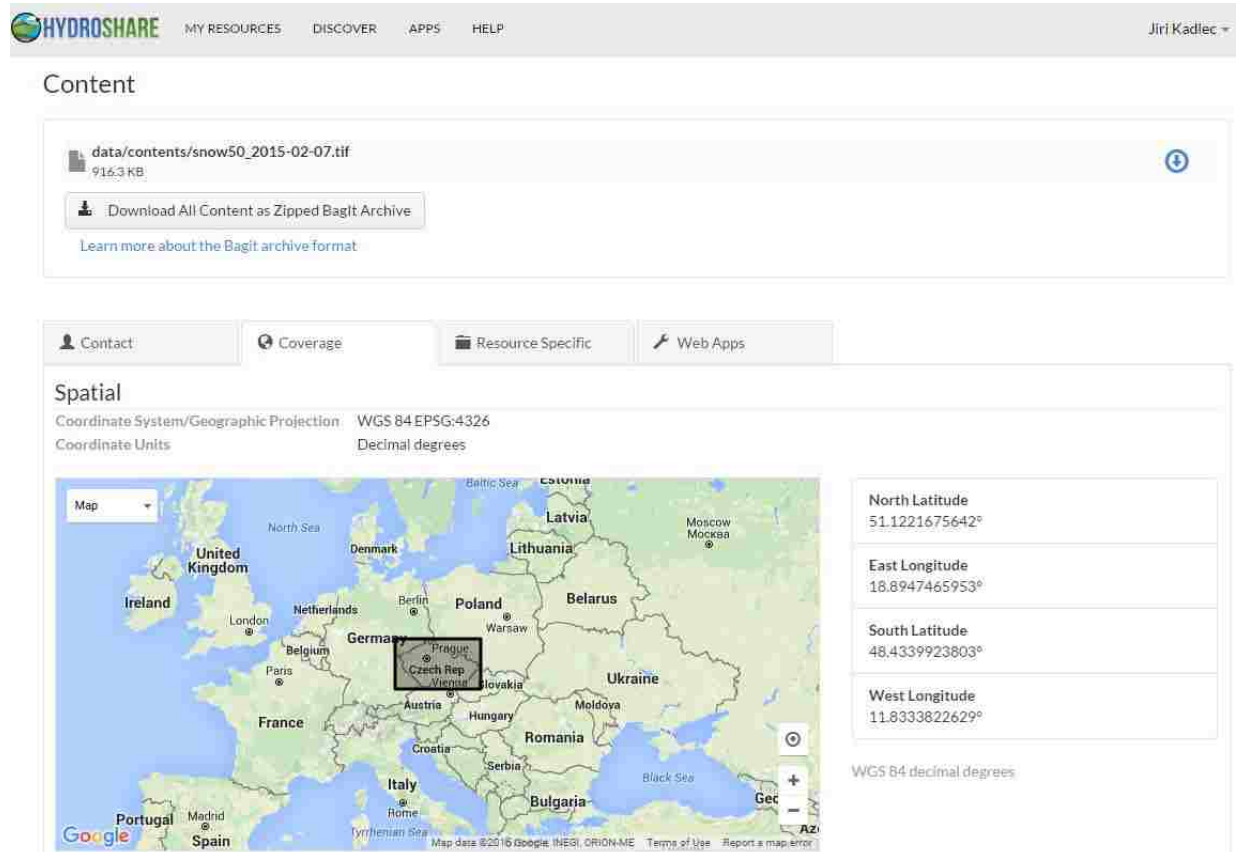 HYDROSHARE MY RESOURCES DISCOVER APPS HELP Jiri Kadlec
Content
data/contents/snow50_2015-02-07.tif
916.3 KB
Download All Content as Zipped BagIt Archive
Learn more about the BagIt archive format
Contact Coverage Resource Specific Web Apps
Spatial
Coordinate System/Geographic Projection WGS 84 EPSG:4326
Coordinate Units Decimal degrees
Map
Baltic Sea Estonia
North Sea
Latvia
Moscow
Москва
Denmark
Lithuania
United
Kingdom
Ireland
Netherlands
Berlin
Poland
Belarus
London
Warsaw
Germany
Belgium
Prague
Paris
Czech Rep
Vienna
Slovakia
Ukraine
Austria
Moldova
Hungary
France
Romania
Croatia
Serbia
Black Sea
Italy
Bulgaria
Geo
Rome
Portugal
Madrid
Spain
Tyrrhenian Sea
Az
Google
Map data ©2016 Google, INEGI, ORION-ME Terms of Use Report a map error
North Latitude
51.1221675642°
East Longitude
18.8947465953°
South Latitude
48.4339923803°
West Longitude
11.8333822629°
WGS 84 decimal degrees